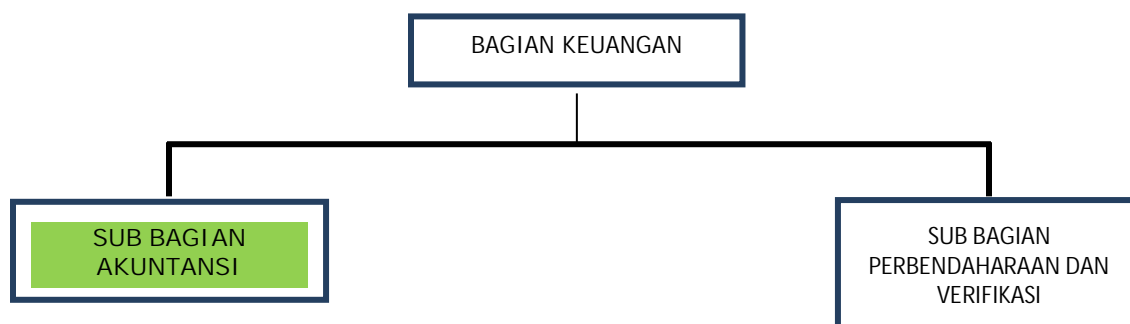 BAGIAN KEUANGAN
SUB BAGIAN
AKUNTANSI
SUB BAGIAN
PERBENDAHARAAN DAN
VERIFIKASI